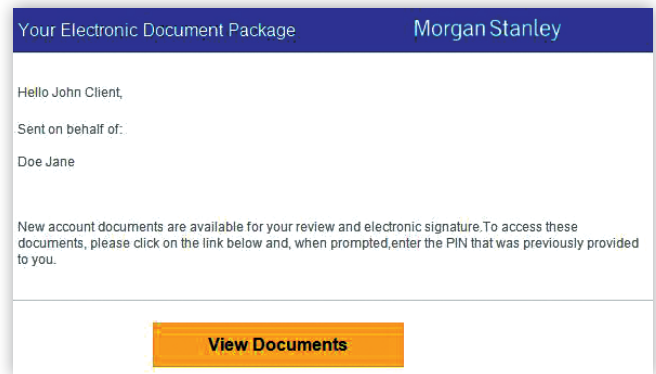 Your Electronic Document Package
Morgan Stanley
Hello John Client,
Sent on behalf of:
Doe Jane
New account documents are available for your review and electronic signature.To access these
documents, please click on the link below and, when prompted,enter the PIN that was previously provided
to you.
View Documents